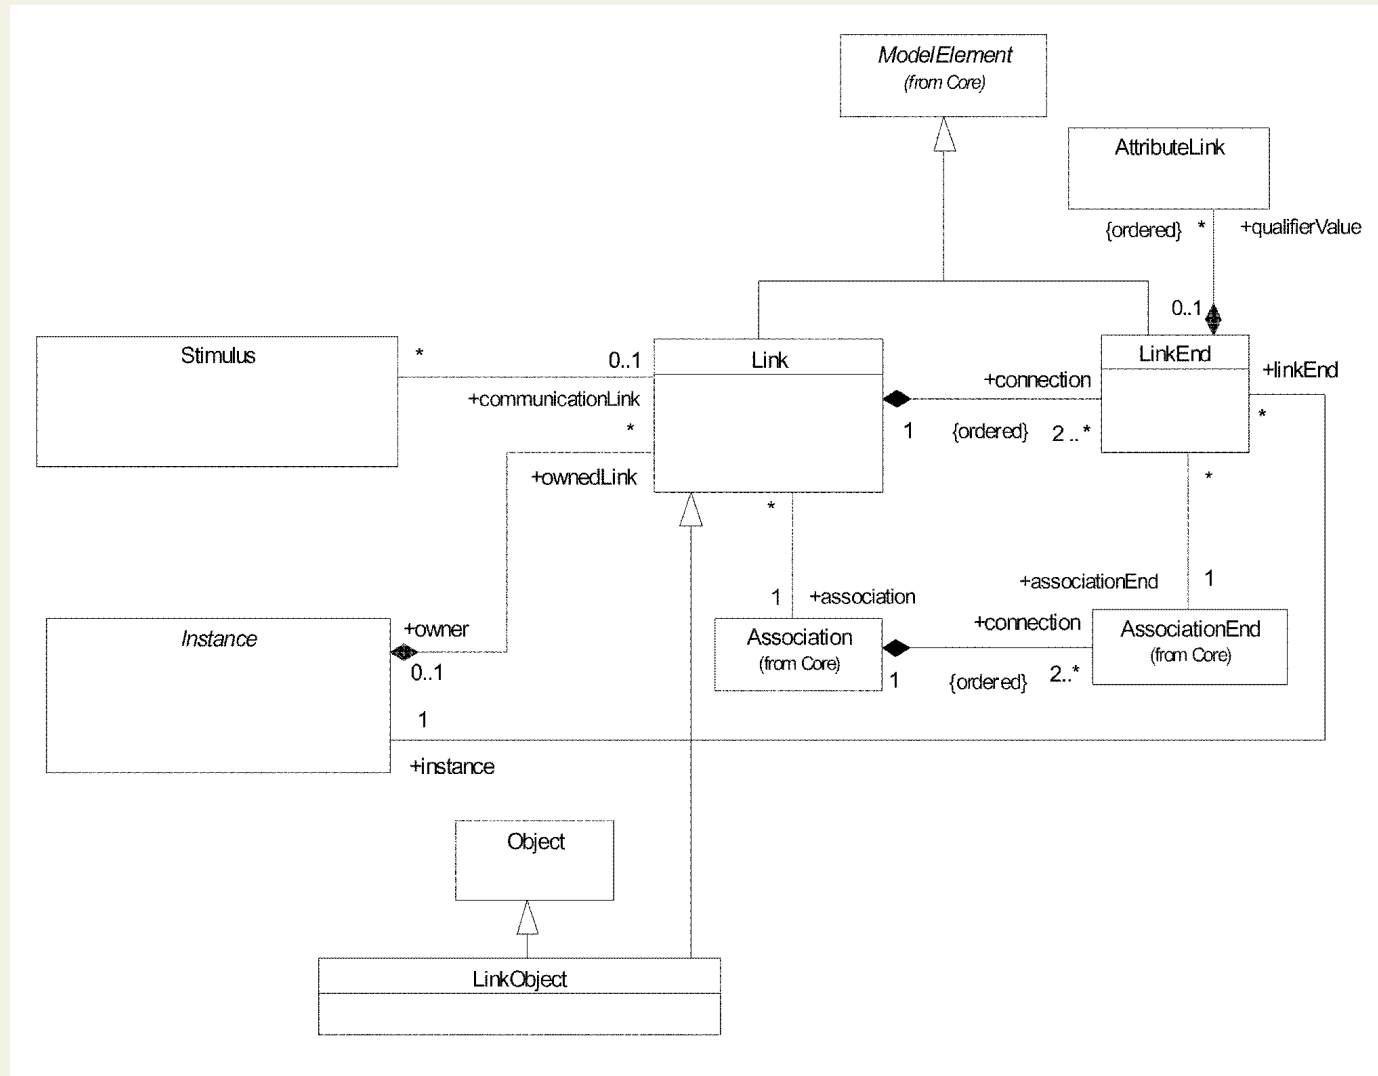 ModelElement
(from Core)
AttributeLink
{ordered} * +qualifierValue
0..1
Stimulus
*
0..1
Link
LinkEnd
+linkEnd
+connection
+communicationLink
*
*
1 {ordered} 2 ..*
+ownedLink
*
*
+associationEnd 1
1 +association
+owner
+connection
Instance
Association
(from Core)
AssociationEnd
(from Core)
0..1
1 {ordered} 2..*
1
+instance
Object
LinkObject